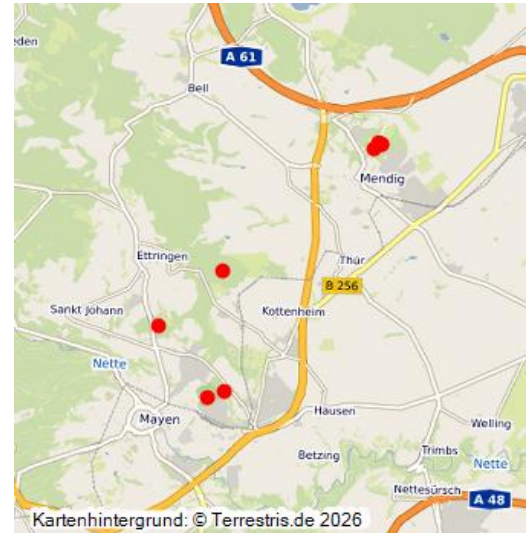 eden
A 61
Bell
Mendig
Ettringen
Thür
B 256
Sankt Johann
Kottenheim
Nette
Mayen
Hausen
Welling
Betzing
Trimbs
Nette
Nettesürsch
A 48
Kartenhintergrund: © Terrestris.de 2026